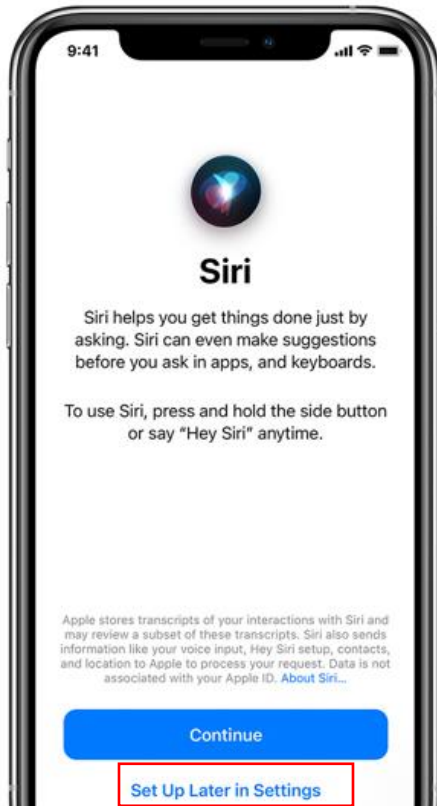 9:41
Siri
Siri helps you get things done just by
asking. Siri can even make suggestions
before you ask in apps, and keyboards.
To use Siri, press and hold the side button
or say “Hey Siri” anytime.
Apple stores transcripts of your interactions with Siri and
may review a subset of these transcripts. Siri also sends
information like your voice input, Hey Siri setup, contacts,
and location to Apple to process your request. Data is not
associated with your Apple ID. About Siri...
Continue
Set Up Later in Settings